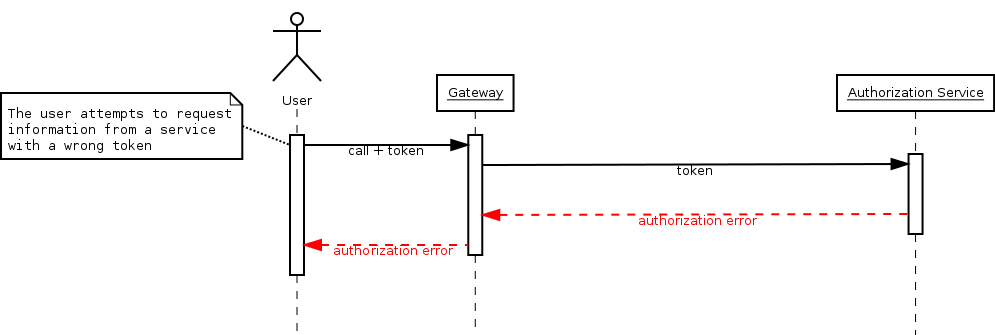 User
Gateway
Authorization Service
The user attempts to request
information from a service
with a wrong token
call + token
token
authorization error
authorization error